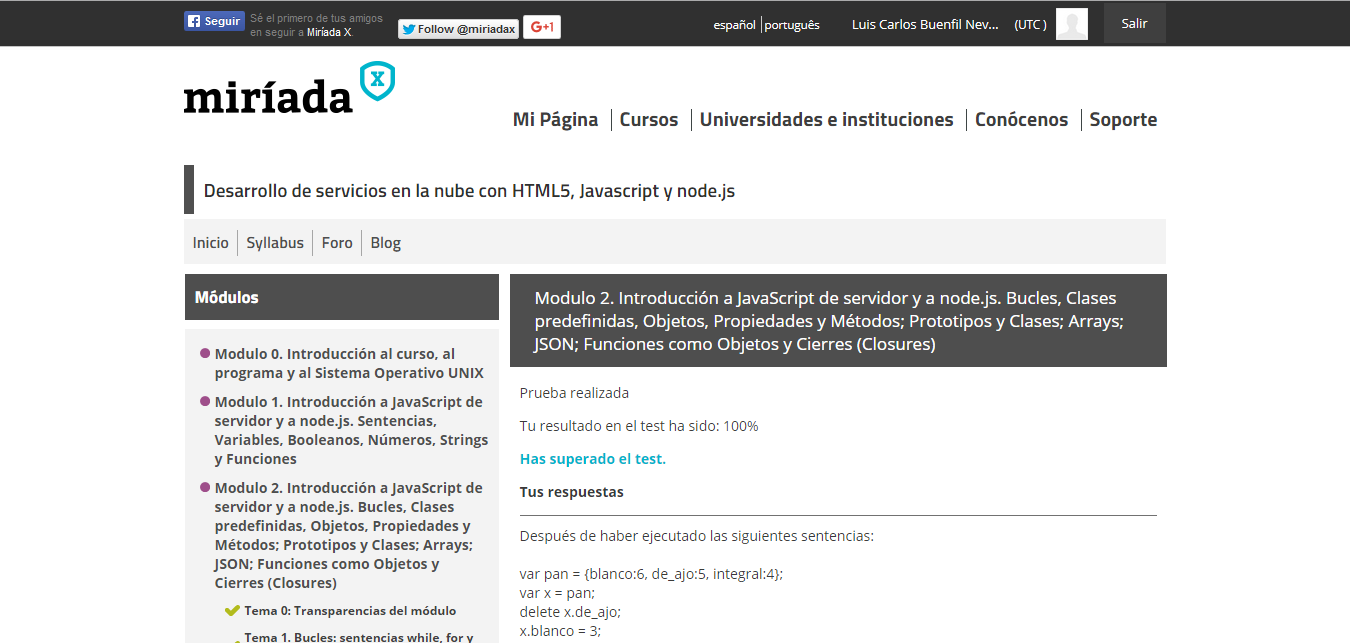 Seguir
Sé el primero de tus amigos
en seguir a Miríada X.
Follow @miriadax
G+1
español
português
Luis Carlos Buenfil Nev...
(UTC )
Salir
miríada X
Mi Página
Cursos
Universidades e instituciones
Conócenos
Soporte
Desarrollo de servicios en la nube con HTML5, Javascript y node.js
Inicio
Syllabus
Foro
Blog
Módulos
Modulo 0. Introducción al curso, al
programa y al Sistema Operativo UNIX
Modulo 1. Introducción a JavaScript de
servidor y a node.js. Sentencias,
Variables, Booleanos, Números, Strings
y Funciones
Modulo 2. Introducción a JavaScript de
servidor y a node.js. Bucles, Clases
predefinidas, Objetos, Propiedades y
Métodos; Prototipos y Clases; Arrays;
JSON; Funciones como Objetos y
Cierres (Closures)
Tema 0: Transparencias del módulo
Tema 1. Bucles: sentencias while, for y
Modulo 2. Introducción a JavaScript de servidor y a node.js. Bucles, Clases
predefinidas, Objetos, Propiedades y Métodos; Prototipos y Clases; Arrays;
JSON; Funciones como Objetos y Cierres (Closures)
Prueba realizada
Tu resultado en el test ha sido: 100%
Has superado el test.
Tus respuestas
Después de haber ejecutado las siguientes sentencias:
var pan = {blanco:6, de_ajo:5, integral:4};
var x = pan;
delete x.de_ajo;
x.blanco = 3;